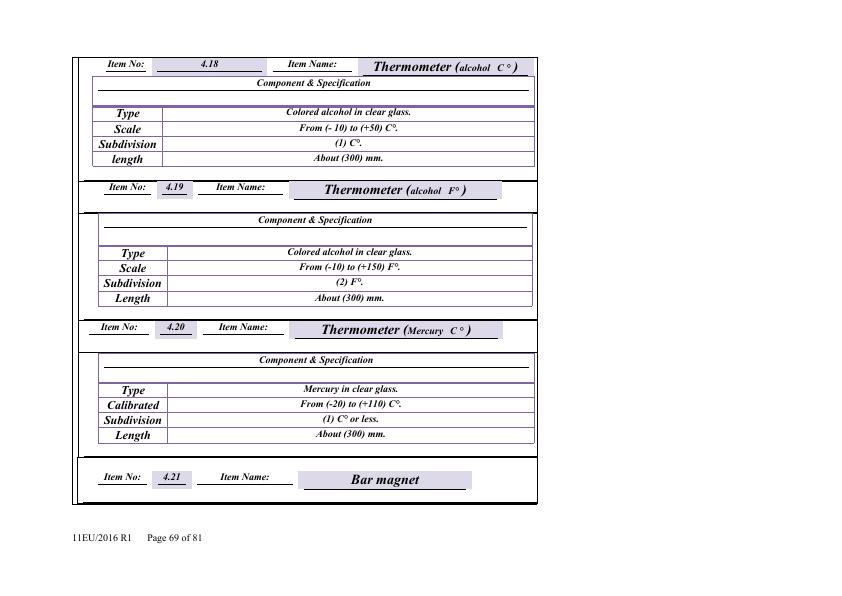 Item No: 4.18 Item Name: Thermometer (alcohol C° )
Component & Specification
Type Colored alcohol in clear glass.
Scale From (- 10) to (+50) C°.
Subdivision (1) C°.
length About (300) mm.
Item No: 4.19 Item Name: Thermometer (alcohol F° )
Component & Specification
Type Colored alcohol in clear glass.
Scale From (-10) to (+150) F°.
Subdivision (2) F°.
Length About (300) mm.
Item No: 4.20 Item Name: Thermometer (Mercury C° )
Component & Specification
Type Mercury in clear glass.
Calibrated From (-20) to (+110) C°.
Subdivision (1) C° or less.
Length About (300) mm.
Item No: 4.21 Item Name: Bar magnet
11EU/2016 R1 Page 69 of 81